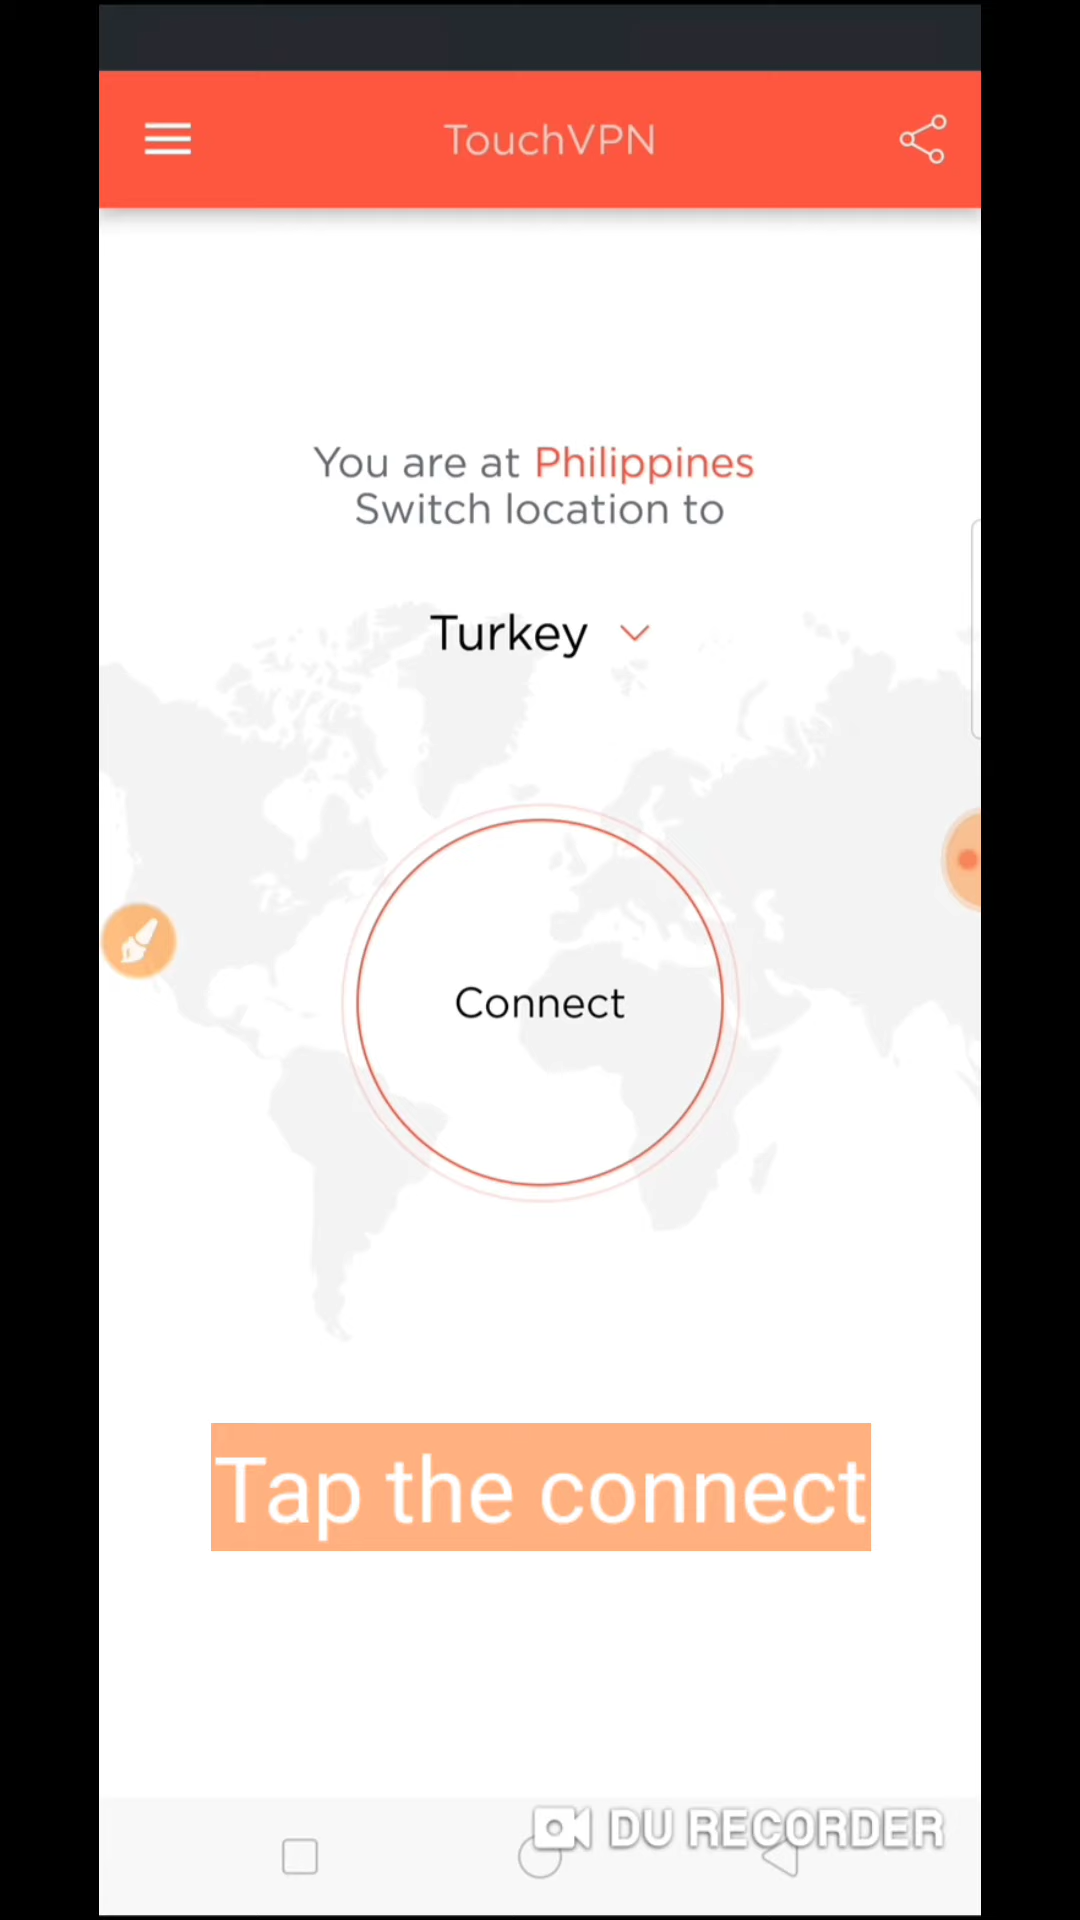 TouchVPN
You are at Philippines
Switch location to
Turkey
Connect
Tap the connect
DU RECORDER